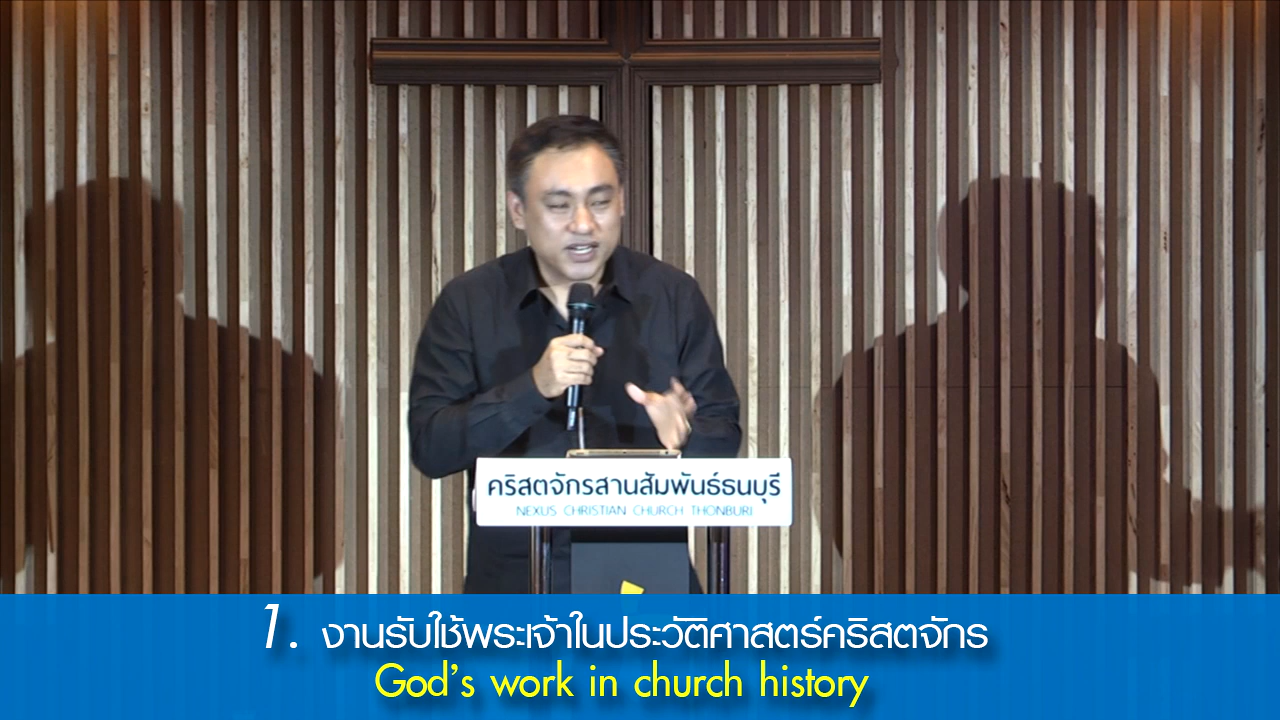 คริสตจักรสานสัมพันธ์ธนบุรี
NEXUS CHRISTIAN CHURCH THONBURI
1. งานรับใช้พระเจ้าในประวัติศาสตร์คริสตจักร
God's work in church history